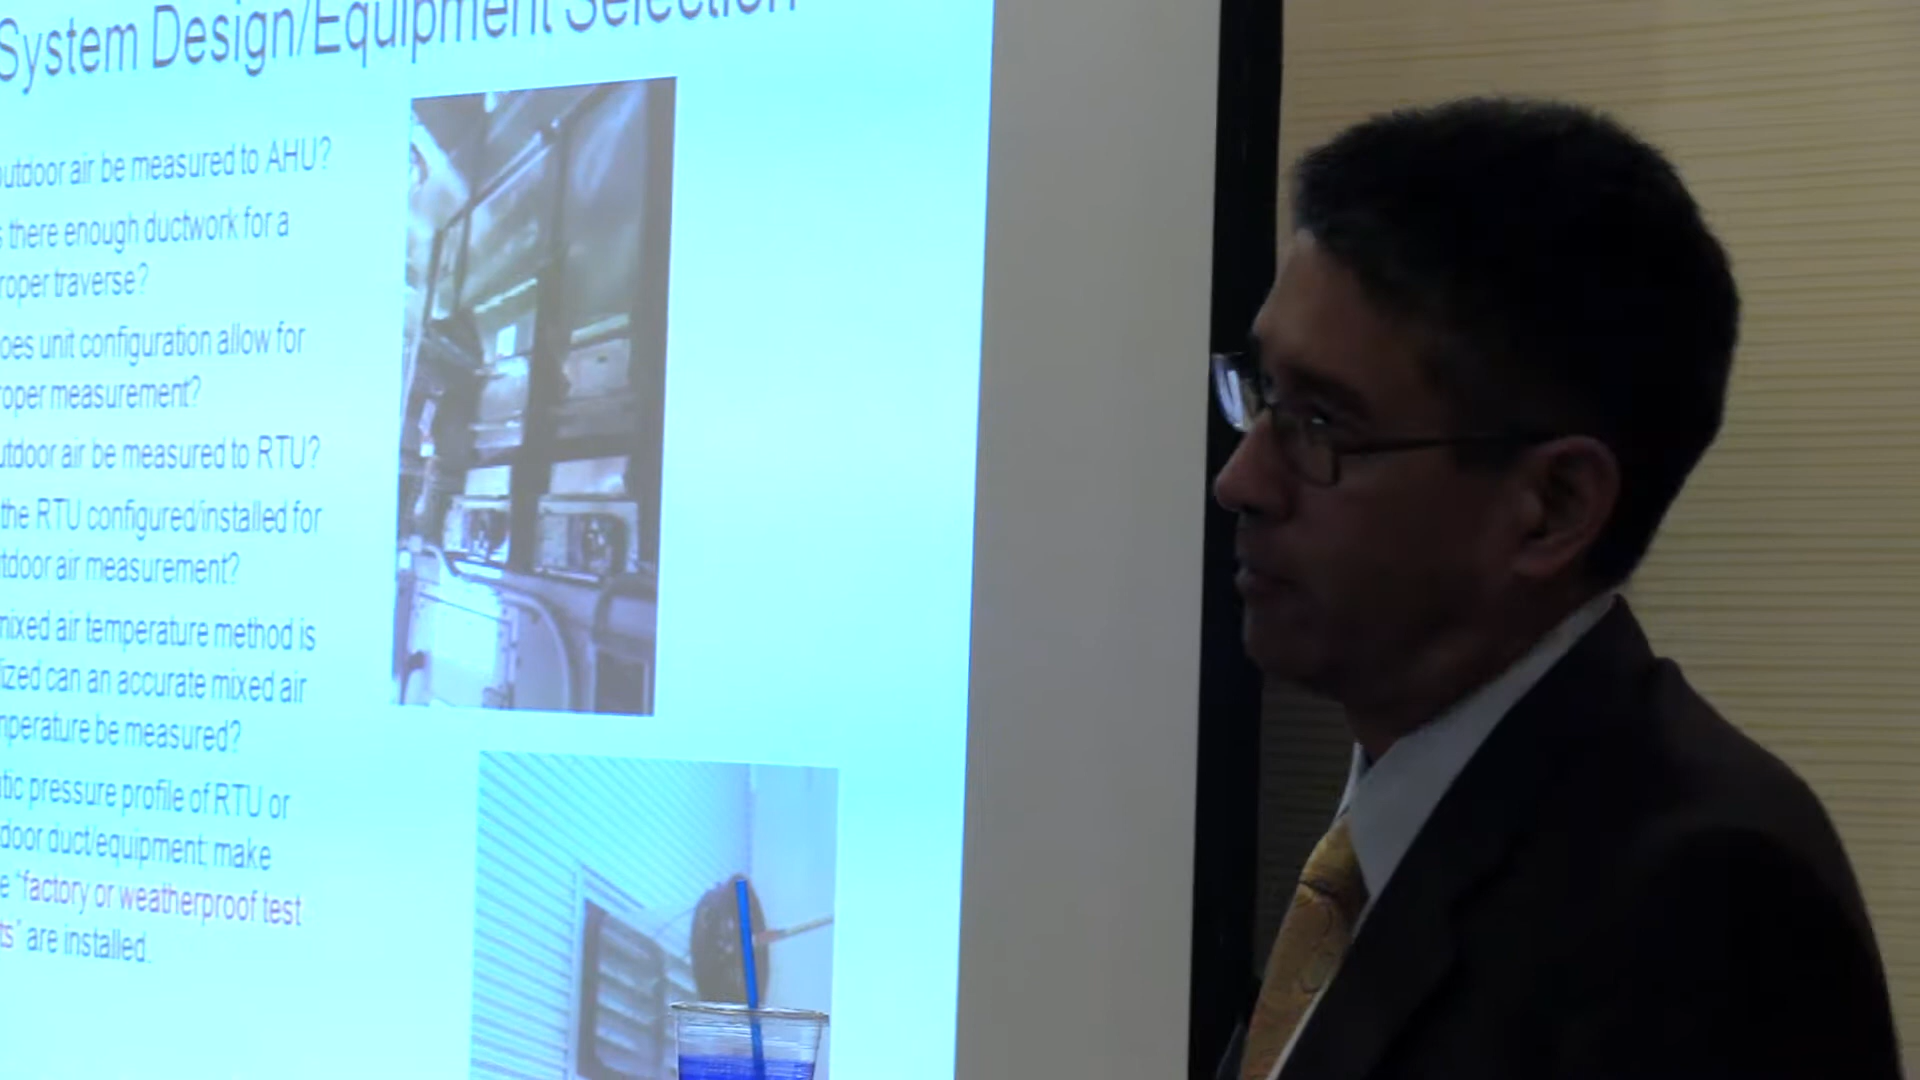 System Design/Equipment Selection
outdoor air be measured to AHU?
there enough ductwork for a
roper traverse?
oes unit configuration allow for
roper measurement?
utdoor air be measured to RTU?
the RTU configured/installed for
tdoor air measurement?
mixed air temperature method is
lized can an accurate mixed air
mperature be measured?
tic pressure profile of RTU or
door duct/equipment; make
e "factory or weatherproof test
ts" are installed.